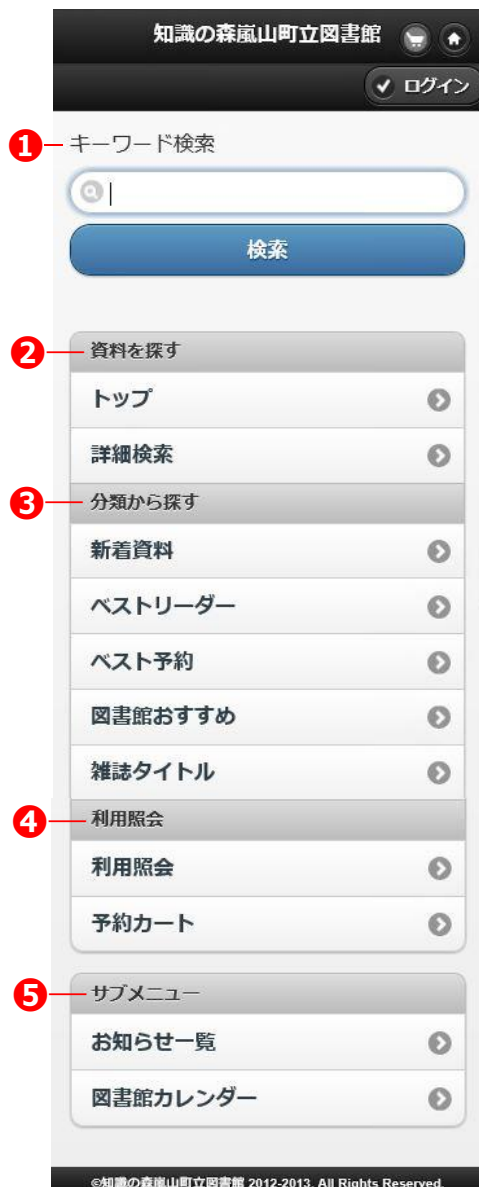 知識の森嵐山町立図書館
ログイン
1 キーワード検索
検索
2 資料を探す
トップ
詳細検索
3 分類から探す
新着資料
ベストリーダー
ベスト予約
図書館おすすめ
雑誌タイトル
4 利用照会
利用照会
予約カート
5 サブメニュー
お知らせ一覧
図書館カレンダー
©知識の森嵐山町立図書館 2012-2013. All Rights Reserved.